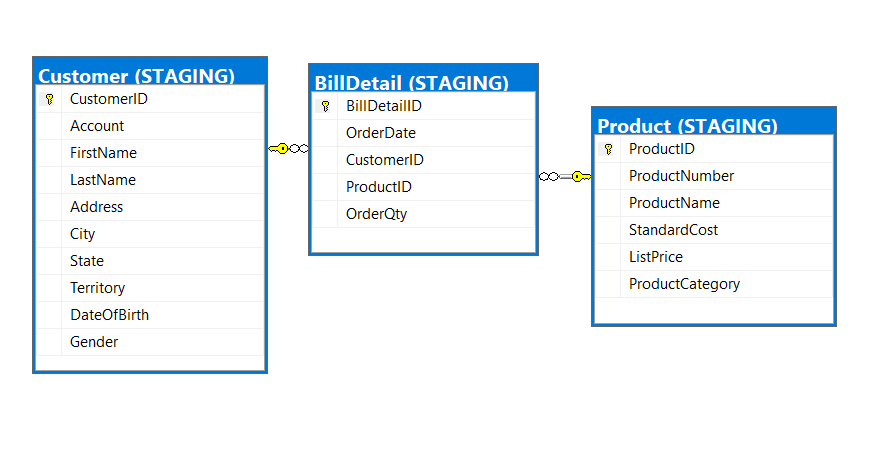 Customer (STAGING)
CustomerID
Account
FirstName
LastName
Address
City
State
Territory
DateOfBirth
Gender
BillDetail (STAGING)
BillDetailID
OrderDate
CustomerID
ProductID
OrderQty
Product (STAGING)
ProductID
ProductNumber
ProductName
StandardCost
ListPrice
ProductCategory